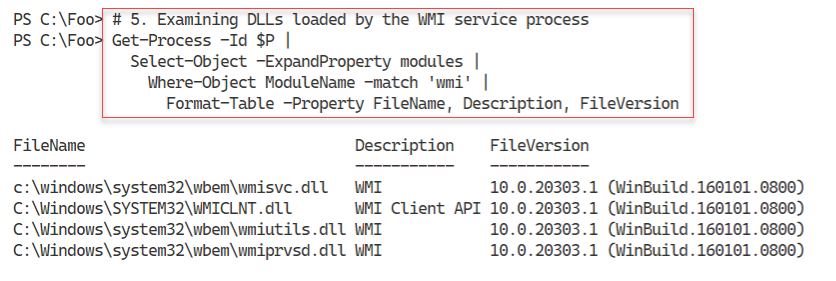 PS C:\Foo> # 5. Examining DLLs loaded by the WMI service process
PS C:\Foo> Get-Process -Id $P |
Select-Object -ExpandProperty modules |
Where-Object ModuleName -match 'wmi' |
Format-Table -Property FileName, Description, FileVersion
FileName Description FileVersion
-------- ----------- -----------
c:\windows\system32\wbem\wmisvc.dll WMI 10.0.20303.1 (WinBuild.160101.0800)
C:\Windows\SYSTEM32\WMICLNT.dll WMI Client API 10.0.20303.1 (WinBuild.160101.0800)
C:\Windows\system32\wbem\wmiutils.dll WMI 10.0.20303.1 (WinBuild.160101.0800)
C:\Windows\system32\wbem\wmiprvsd.dll WMI 10.0.20303.1 (WinBuild.160101.0800)